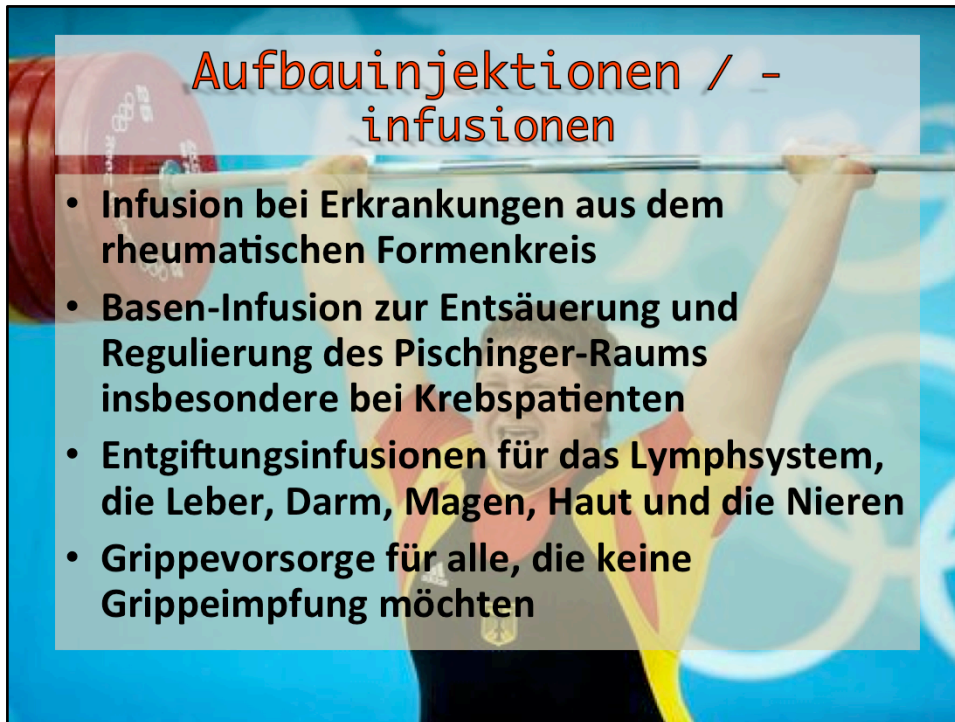 Aufbauinjektionen / -
infusionen
• Infusion bei Erkrankungen aus dem
rheumatischen Formenkreis
• Basen-Infusion zur Entsäuerung und
Regulierung des Pischinger-Raums
insbesondere bei Krebspatienten
• Entgiftungsinfusionen für das Lymphsystem,
die Leber, Darm, Magen, Haut und die Nieren
• Grippevorsorge für alle, die keine
Grippeimpfung möchten